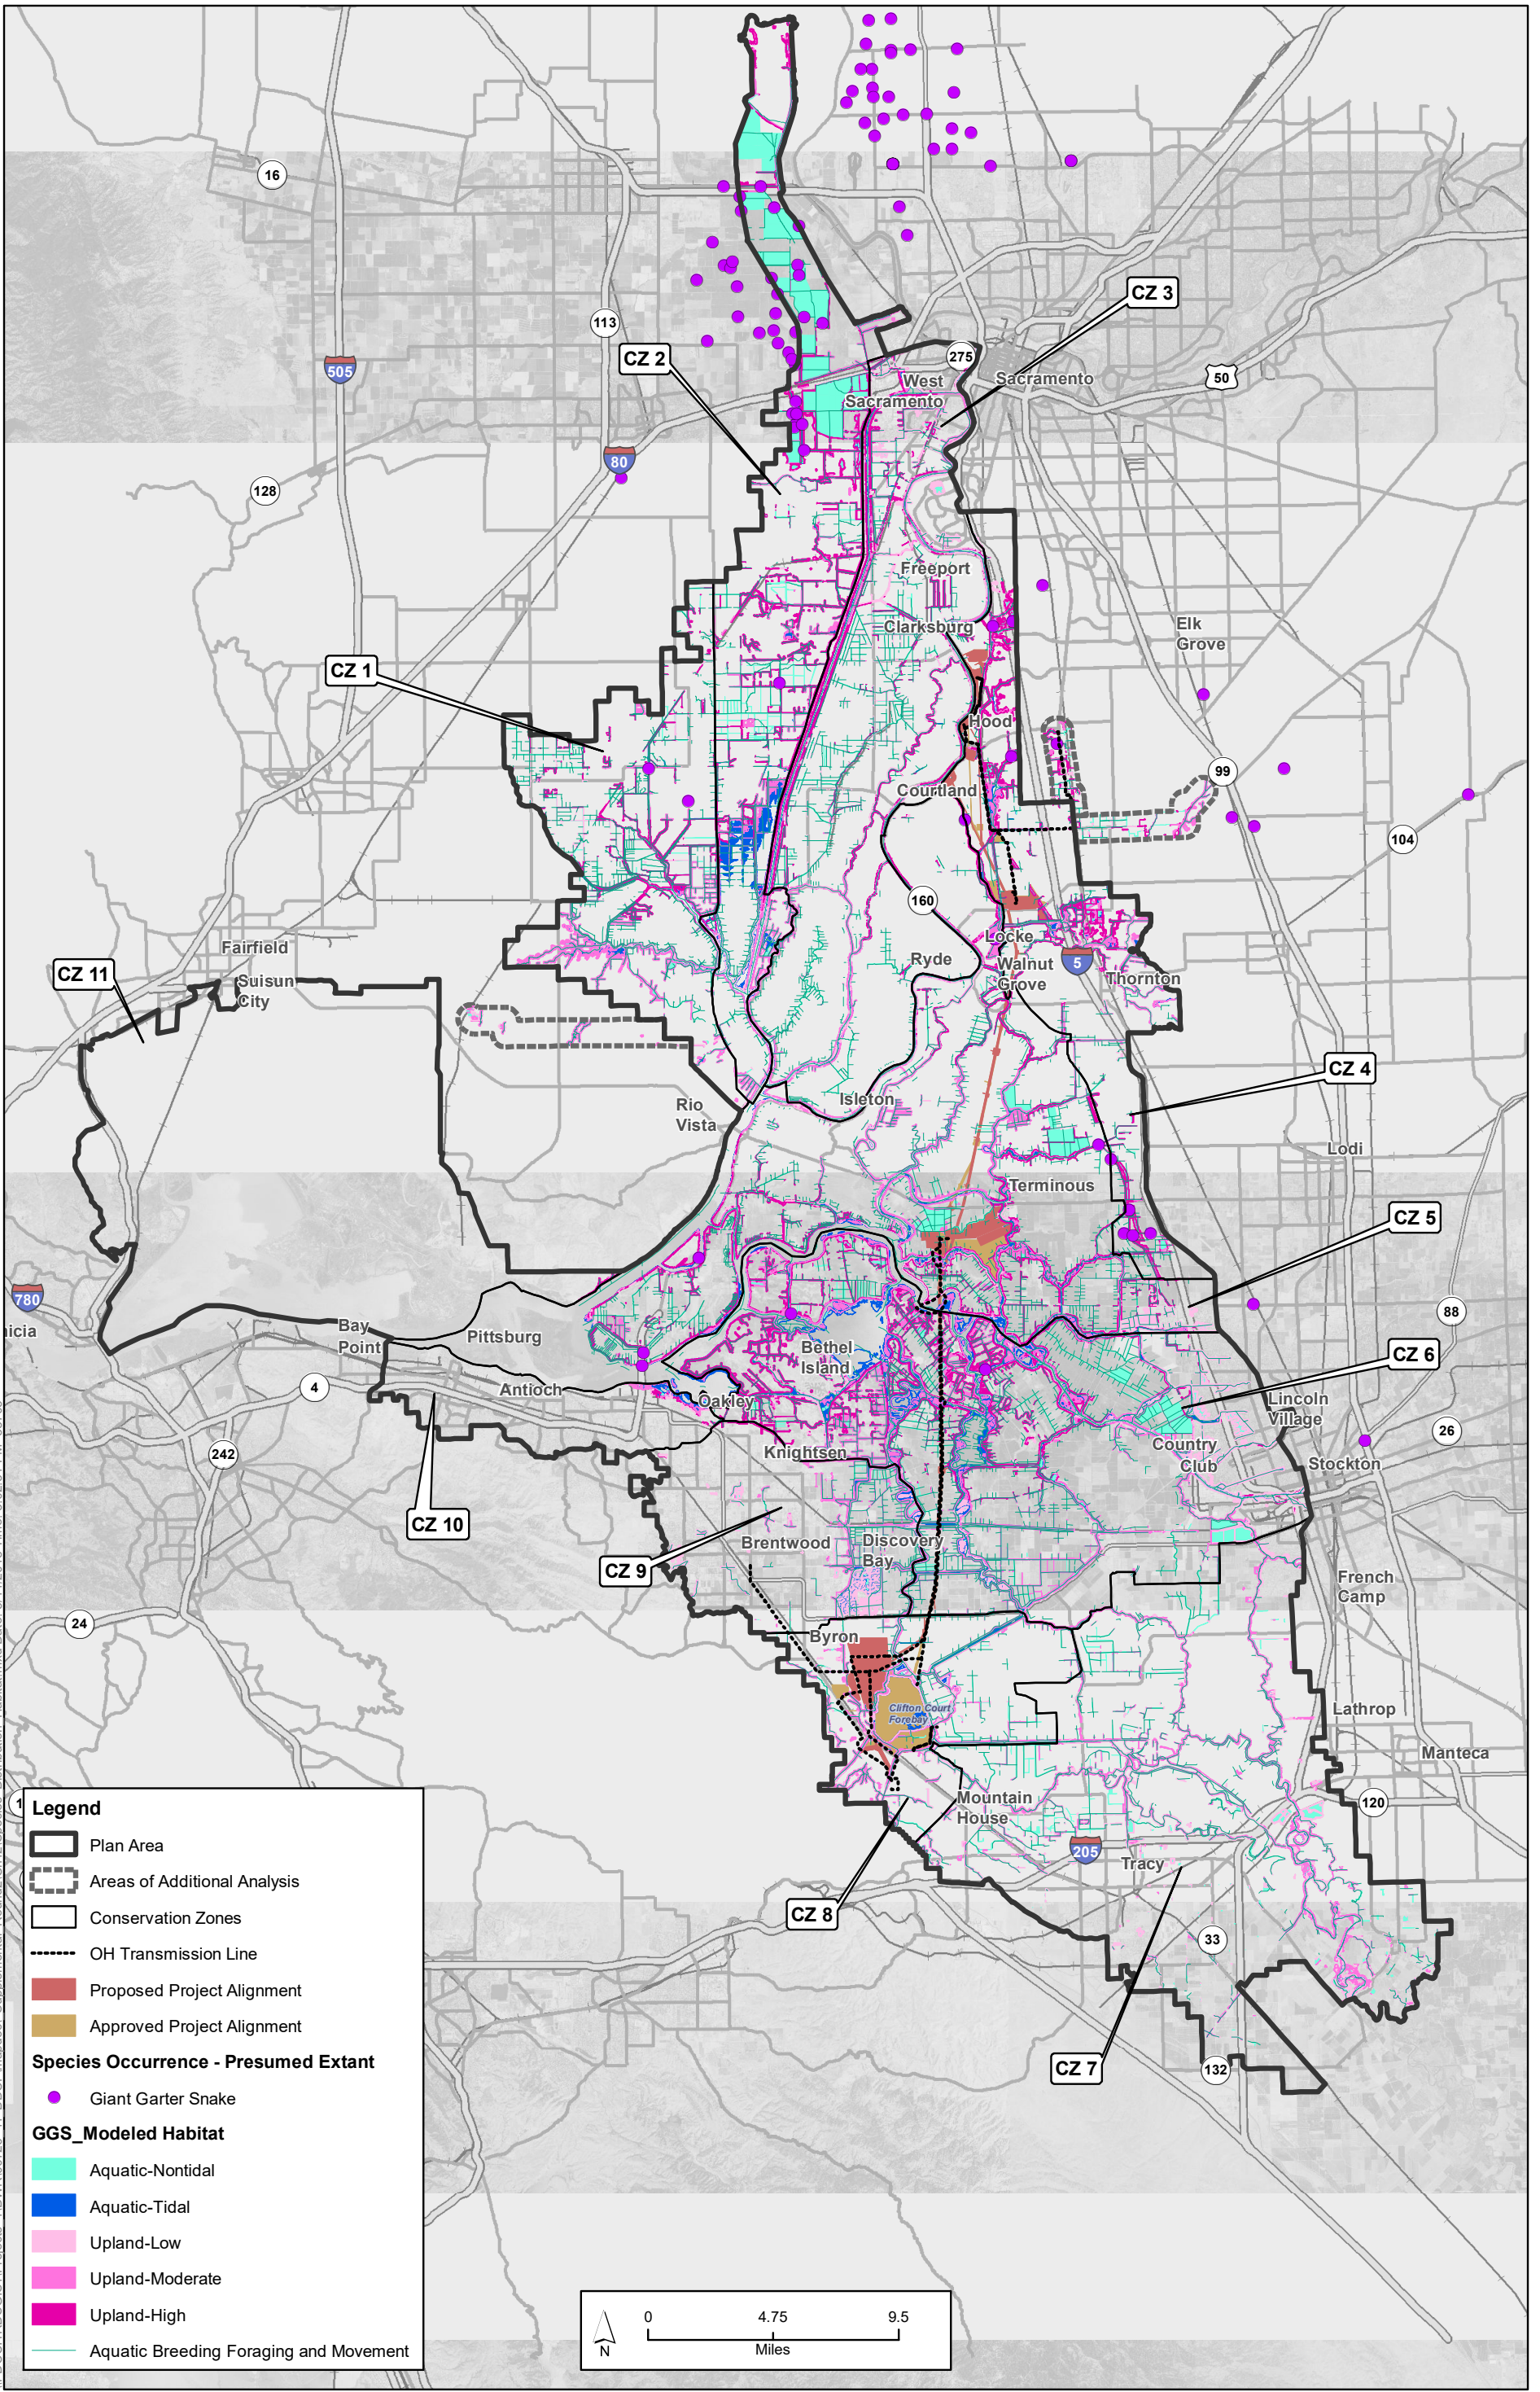 16
CZ 3
113
CZ 2
275
505
West
Sacramento
Sacramento
50
80
128
Freeport
Clarksburg
Elk
Grove
CZ 1
Hood
99
Courtland
104
160
Fairfield
Locke
Ryde
5
CZ 11
Suisun
City
Walnut
Grove
Thornton
CZ 4
Rio
Vista
Isleton
Lodi
Terminous
CZ 5
780
88
nicia
Bay
Point
Pittsburg
Bethel
Island
CZ 6
4
Antioch
Oakley
Lincoln
Village
242
Knightsen
Country
Club
26
Stockton
CZ 10
Brentwood
Discovery
Bay
CZ 9
French
Camp
24
Byron
Clifton Court
Forebay
Lathrop
Manteca
Mountain
House
120
205
Tracy
CZ 8
33
CZ 7
132
Legend
Plan Area
Areas of Additional Analysis
Conservation Zones
OH Transmission Line
Proposed Project Alignment
Approved Project Alignment
Species Occurrence - Presumed Extant
Giant Garter Snake
GGS_Modeled Habitat
Aquatic-Nontidal
Aquatic-Tidal
Upland-Low
Upland-Moderate
Upland-High
Aquatic Breeding Foraging and Movement
0 4.75 9.5
Miles
N